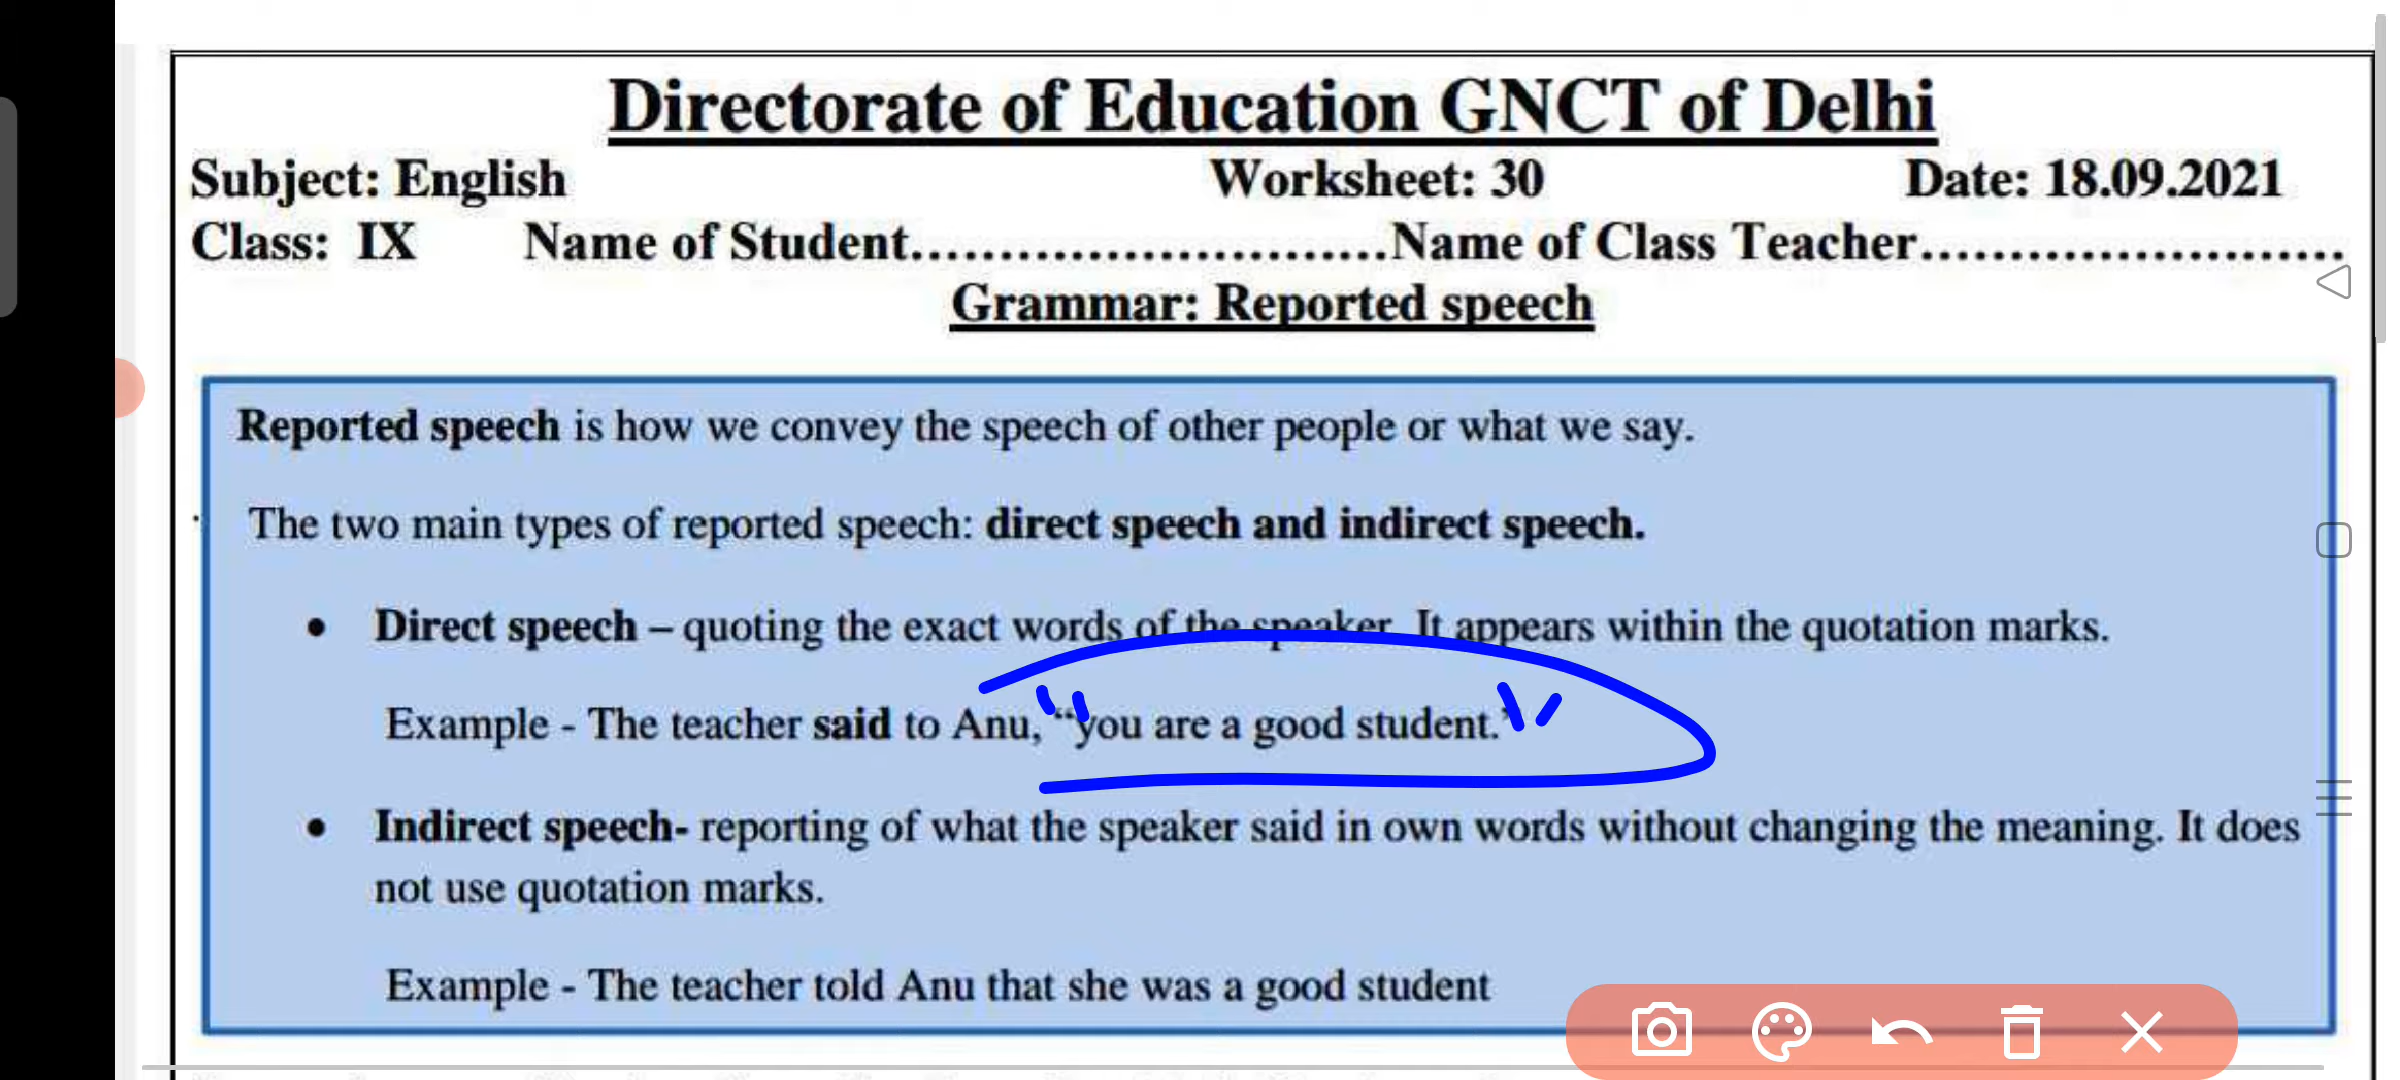 Directorate of Education GNCT of Delhi
Subject: English Worksheet: 30 Date: 18.09.2021
Class: IX Name of Student...........................Name of Class Teacher........................
Grammar: Reported speech
Reported speech is how we convey the speech of other people or what we say.
The two main types of reported speech: direct speech and indirect speech.
• Direct speech – quoting the exact words of the speaker. It appears within the quotation marks.
Example - The teacher said to Anu, “you are a good student.”
• Indirect speech- reporting of what the speaker said in own words without changing the meaning. It does
not use quotation marks.
Example - The teacher told Anu that she was a good student